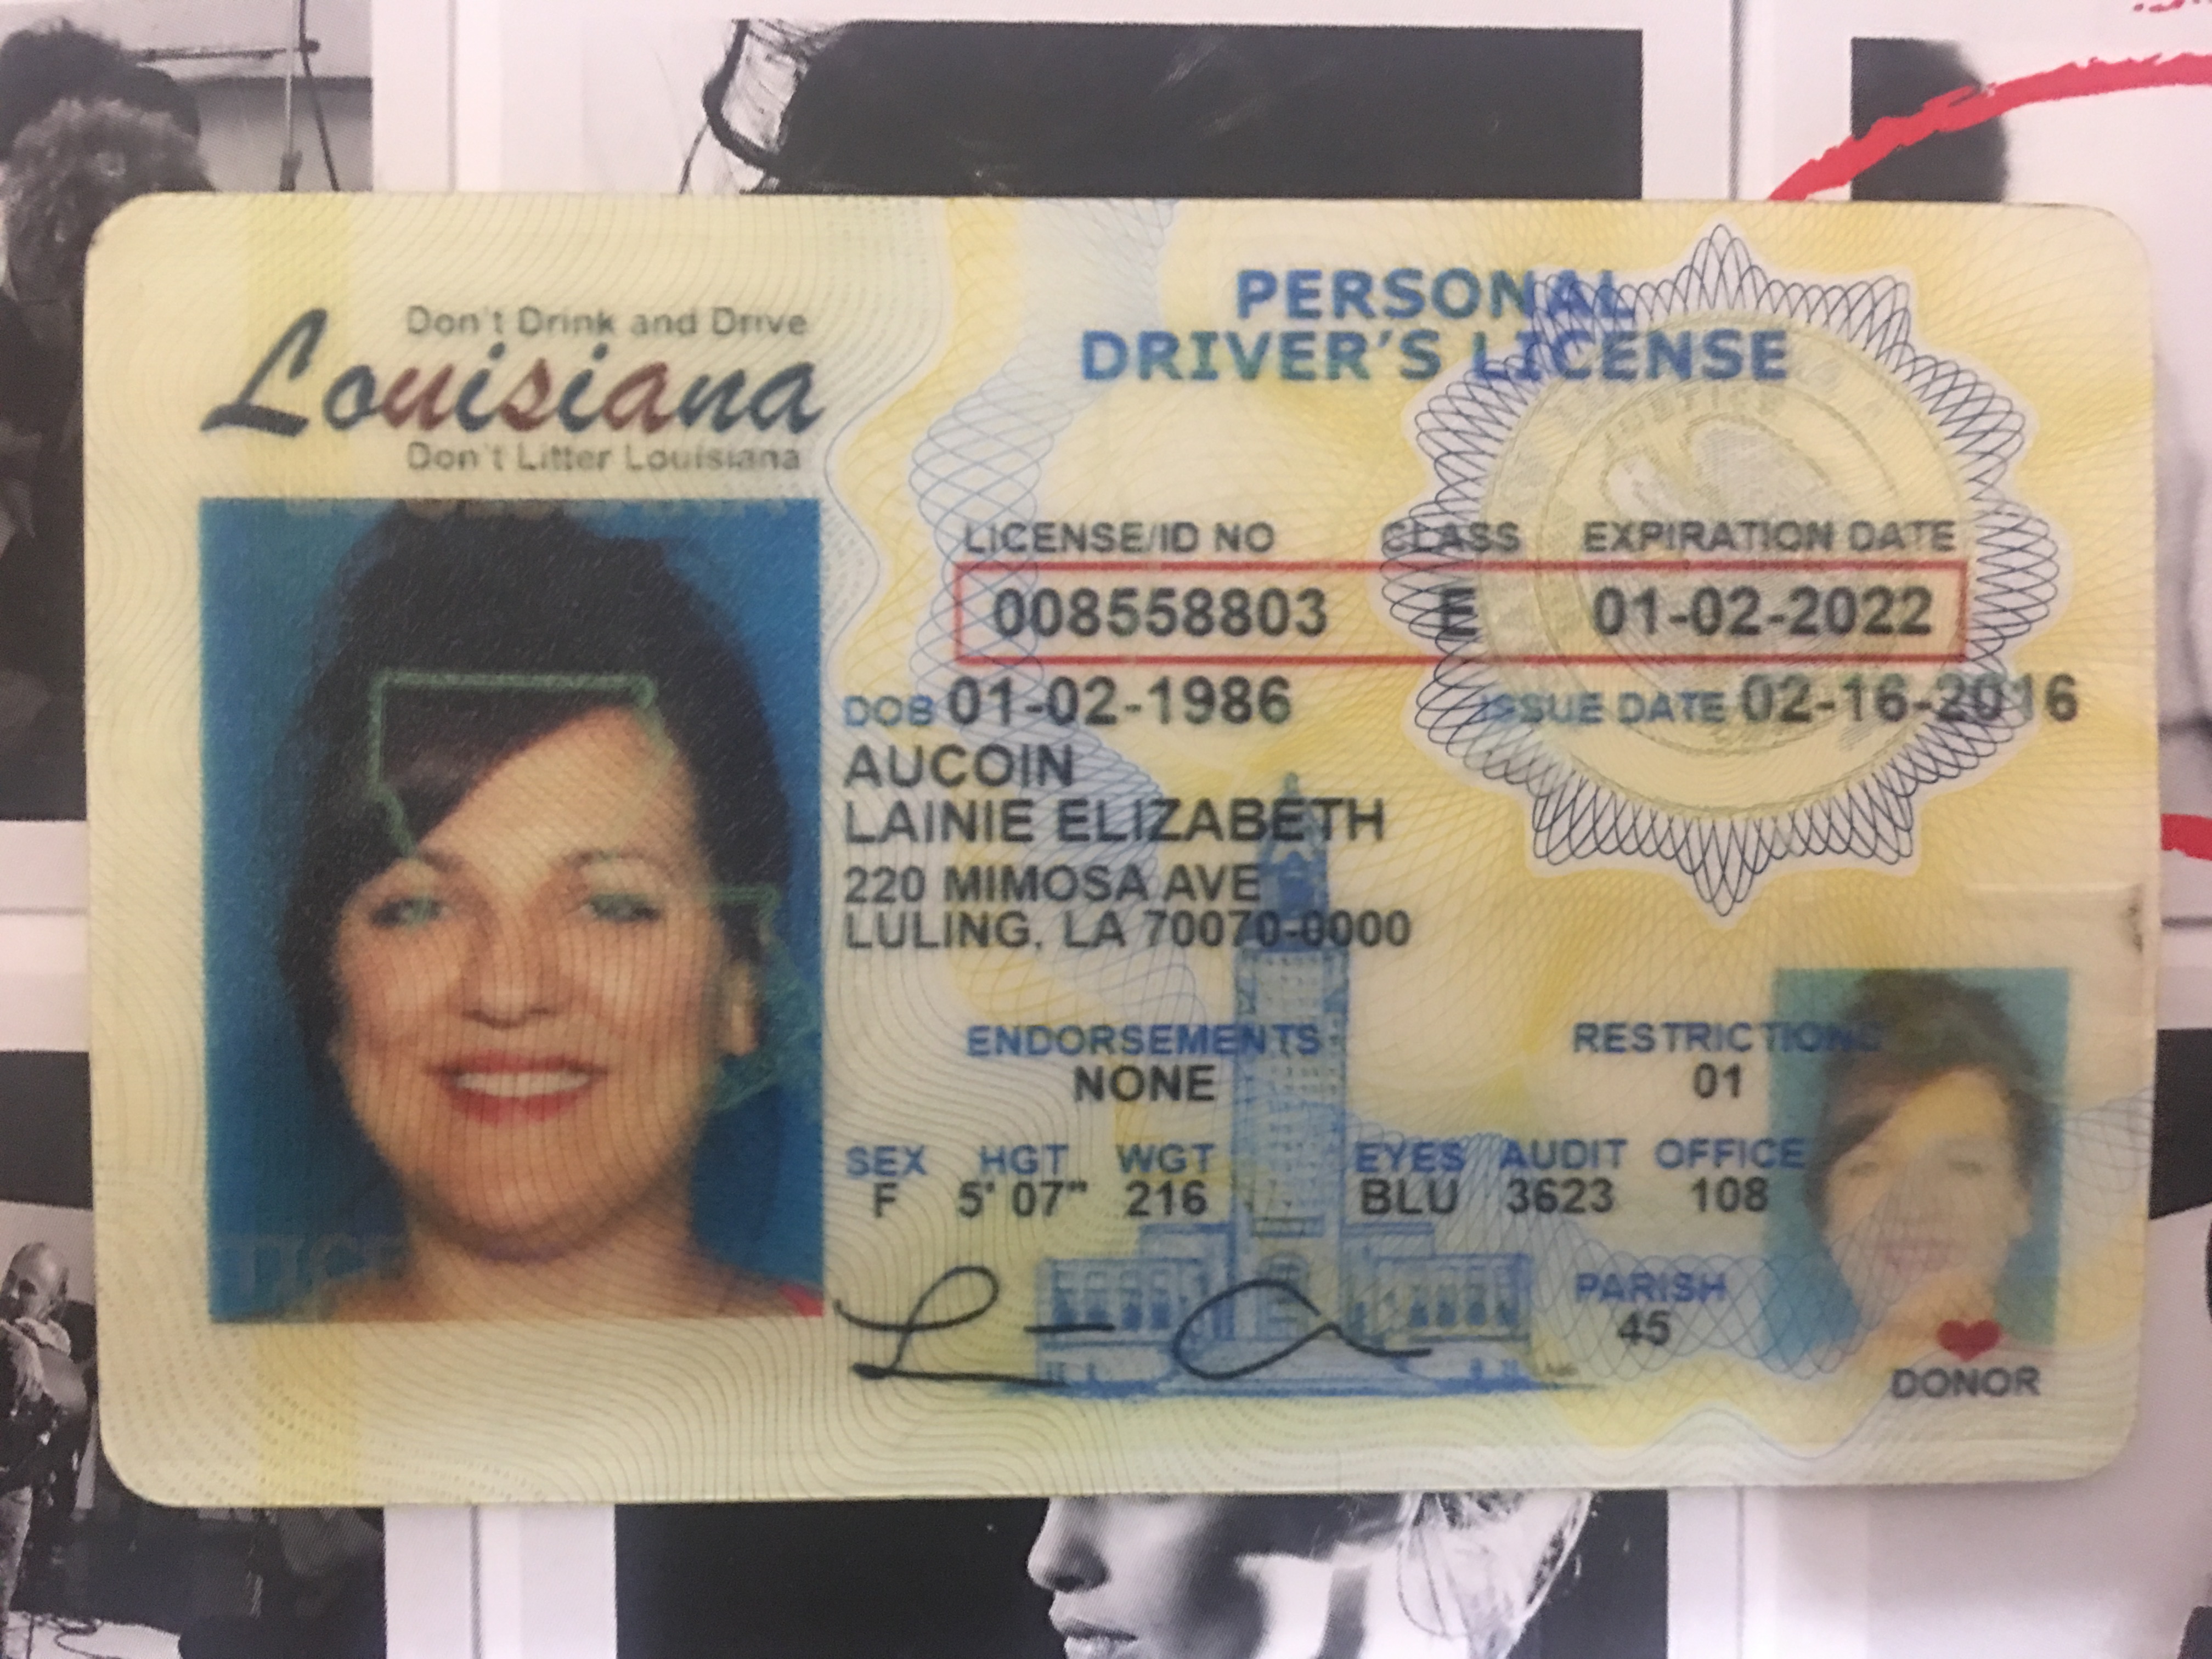 Don't Drink and Drive
Louisiana
Don't Litter Louisiana
PERSONAL
DRIVER'S LICENSE
LICENSE/ID NO CLASS EXPIRATION DATE
008558803 E 01-02-2022
DOB 01-02-1986 ISSUE DATE 02-16-2016
AUCOIN
LAINIE ELIZABETH
220 MIMOSA AVE
LULING, LA 70070-0000
ENDORSEMENTS RESTRICTIONS
NONE 01
SEX HGT WGT EYES AUDIT OFFICE
F 5' 07" 216 BLU 3623 108
PARISH
45
DONOR